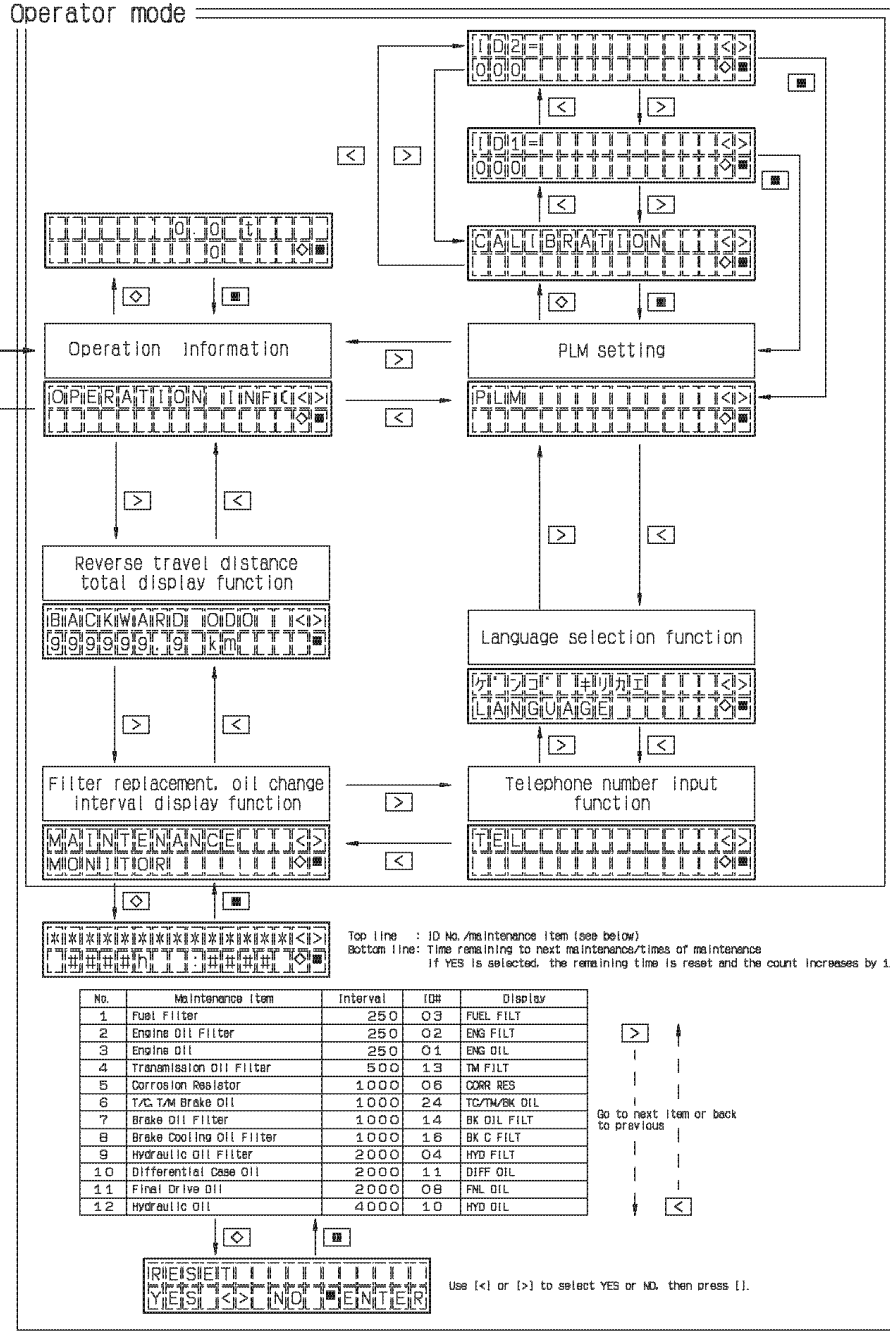 Operator mode
ID2= <>
000 ◇■
■
< >
< >
ID1= <>
000 ◇■
■
< >
0.0t
0 ◇■
CALIBRATION <>
◇■
◇ ■
◇ ■
Operation Information
>
PLM setting
OPERATION INFO<>
◇■
<
PLM <>
◇■
> <
> <
Reverse travel distance
total display function
BACKWARD ODO <>
99999.9 km ■
Language selection function
ゲンゴ キリカエ <>
LANGUAGE ◇■
> <
> <
Filter replacement, oil change
interval display function
>
Telephone number input
function
MAINTENANCE <>
MONITOR ◇■
<
TEL <>
◇■
◇ ■
**************<>
####h :#### ◇■
Top line : ID No./maintenance item (see below)
Bottom line: Time remaining to next maintenance/times of maintenance
If YES is selected, the remaining time is reset and the count increases by 1.
No. Maintenance item Interval ID# Display
1 Fuel Filter 250 03 FUEL FILT
2 Engine Oil Filter 250 02 ENG FILT
3 Engine Oil 250 01 ENG OIL
4 Transmission Oil Filter 500 13 TM FILT
5 Corrosion Resistor 1000 06 CORR RES
6 T/C, T/M Brake Oil 1000 24 TC/TM/BK OIL
7 Brake Oil Filter 1000 14 BK OIL FILT
8 Brake Cooling Oil Filter 1000 16 BK C FILT
9 Hydraulic Oil Filter 2000 04 HYD FILT
10 Differential Case Oil 2000 11 DIFF OIL
11 Final Drive Oil 2000 08 FNL OIL
12 Hydraulic Oil 4000 10 HYD OIL
>
Go to next item or back
to previous
<
◇ ■
RESET
YES <> NO ■ENTER
Use [<] or [>] to select YES or NO, then press [].